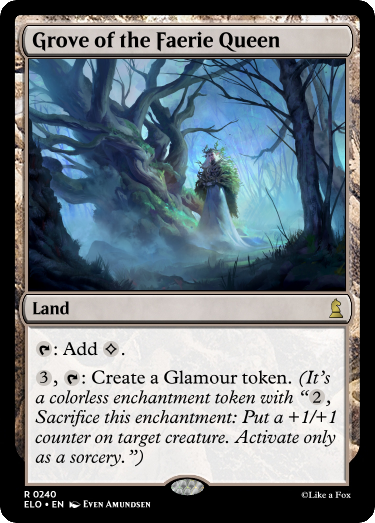 Grove of the Faerie Queen
Land
: Add .
3, : Create a Glamour token. (It's
a colorless enchantment token with “2,
Sacrifice this enchantment: Put a +1/+1
counter on target creature. Activate only
as a sorcery.”)
R 0240
ELO • EN Even Amundsen
©Like a Fox